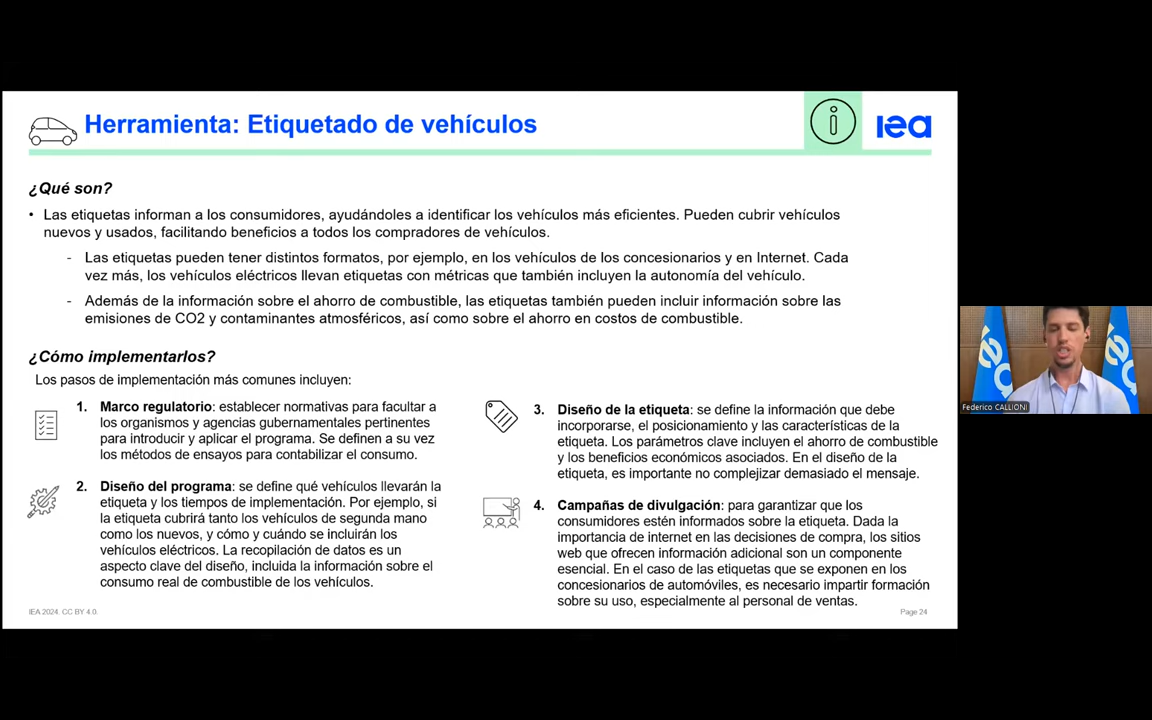 Herramienta: Etiquetado de vehículos
i
iea
¿Qué son?
• Las etiquetas informan a los consumidores, ayudándoles a identificar los vehículos más eficientes. Pueden cubrir vehículos
nuevos y usados, facilitando beneficios a todos los compradores de vehículos.
- Las etiquetas pueden tener distintos formatos, por ejemplo, en los vehículos de los concesionarios y en Internet. Cada
vez más, los vehículos eléctricos llevan etiquetas con métricas que también incluyen la autonomía del vehículo.
- Además de la información sobre el ahorro de combustible, las etiquetas también pueden incluir información sobre las
emisiones de CO2 y contaminantes atmosféricos, así como sobre el ahorro en costos de combustible.
¿Cómo implementarlos?
Los pasos de implementación más comunes incluyen:
1. Marco regulatorio: establecer normativas para facultar a
los organismos y agencias gubernamentales pertinentes
para introducir y aplicar el programa. Se definen a su vez
los métodos de ensayos para contabilizar el consumo.
2. Diseño del programa: se define qué vehículos llevarán la
etiqueta y los tiempos de implementación. Por ejemplo, si
la etiqueta cubrirá tanto los vehículos de segunda mano
como los nuevos, y cómo y cuándo se incluirán los
vehículos eléctricos. La recopilación de datos es un
aspecto clave del diseño, incluida la información sobre el
consumo real de combustible de los vehículos.
3. Diseño de la etiqueta: se define la información que debe
incorporarse, el posicionamiento y las características de la
etiqueta. Los parámetros clave incluyen el ahorro de combustible
y los beneficios económicos asociados. En el diseño de la
etiqueta, es importante no complejizar demasiado el mensaje.
4. Campañas de divulgación: para garantizar que los
consumidores estén informados sobre la etiqueta. Dada la
importancia de internet en las decisiones de compra, los sitios
web que ofrecen información adicional son un componente
esencial. En el caso de las etiquetas que se exponen en los
concesionarios de automóviles, es necesario impartir formación
sobre su uso, especialmente al personal de ventas.
IEA 2024. CC BY 4.0.
Page 24
Federico CALLIONI